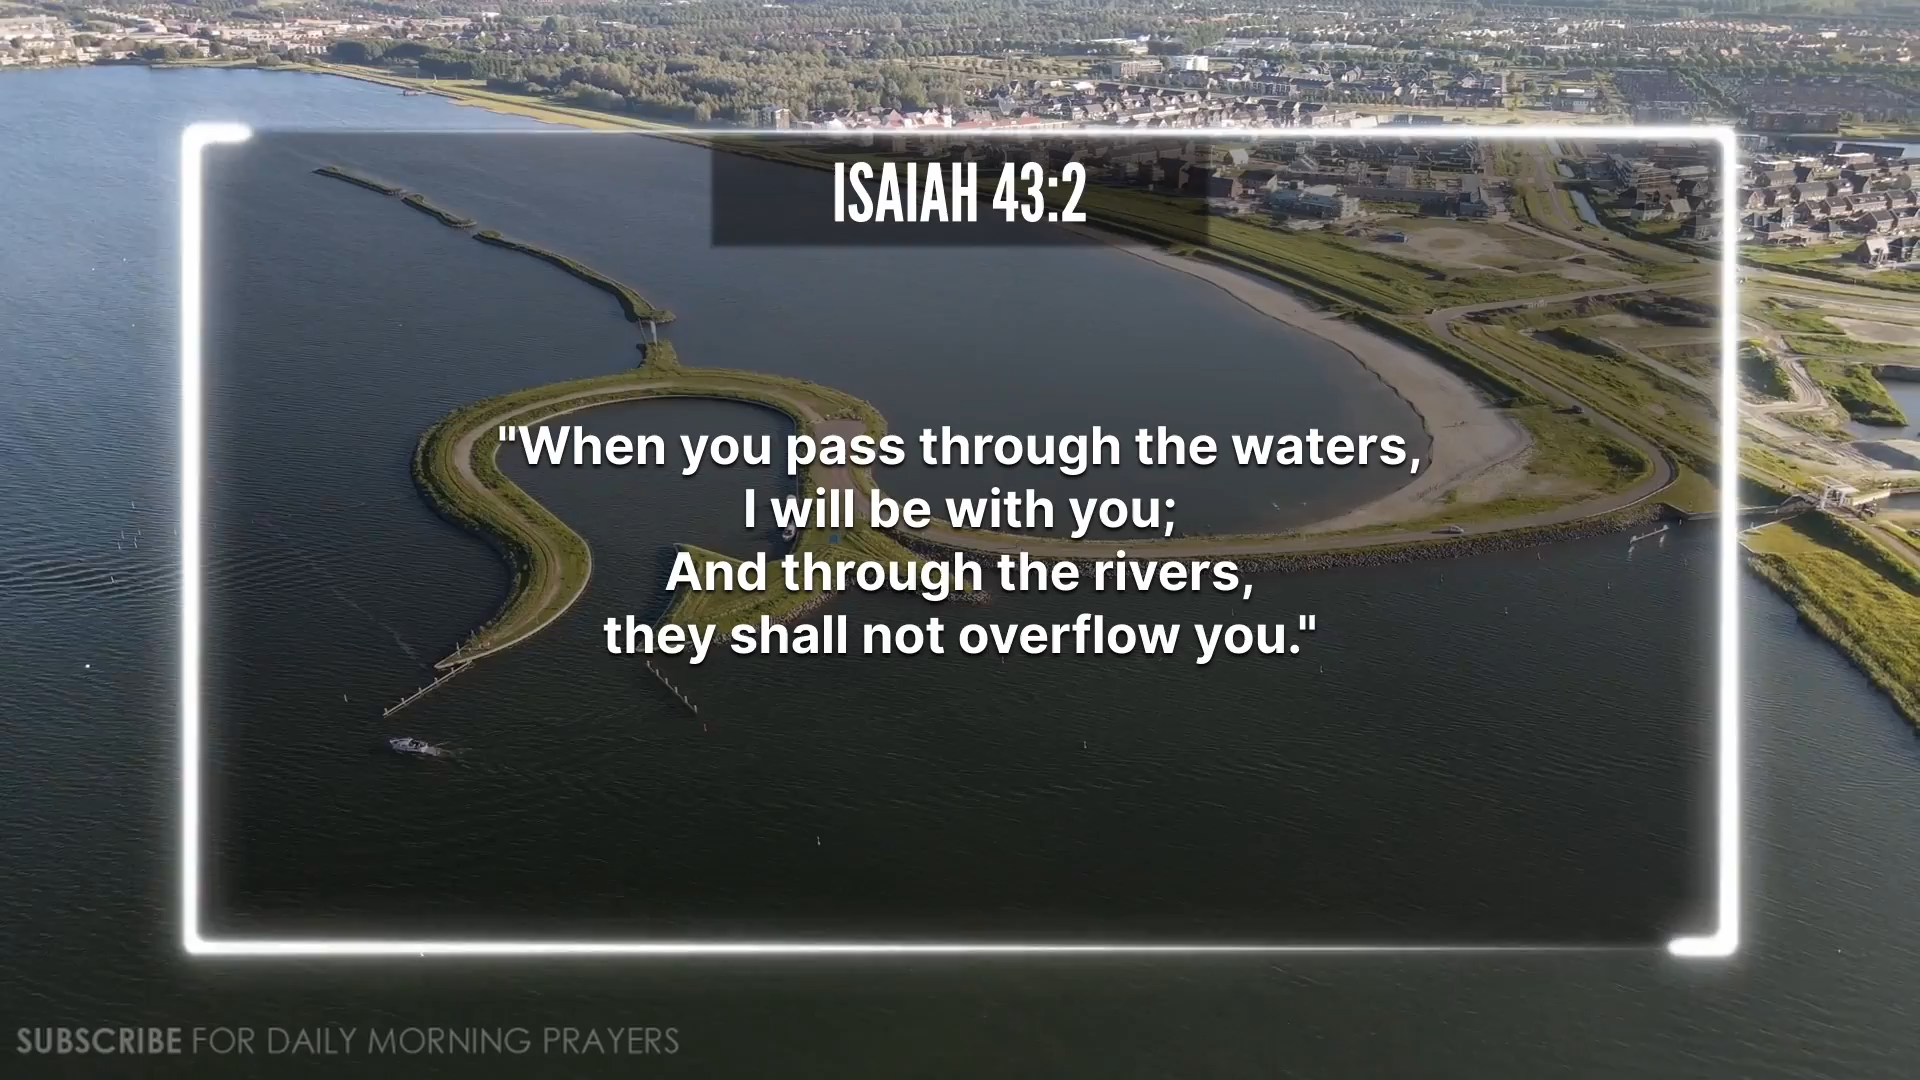 ISAIAH 43:2
"When you pass through the waters,
I will be with you;
And through the rivers,
they shall not overflow you."
SUBSCRIBE FOR DAILY MORNING PRAYERS